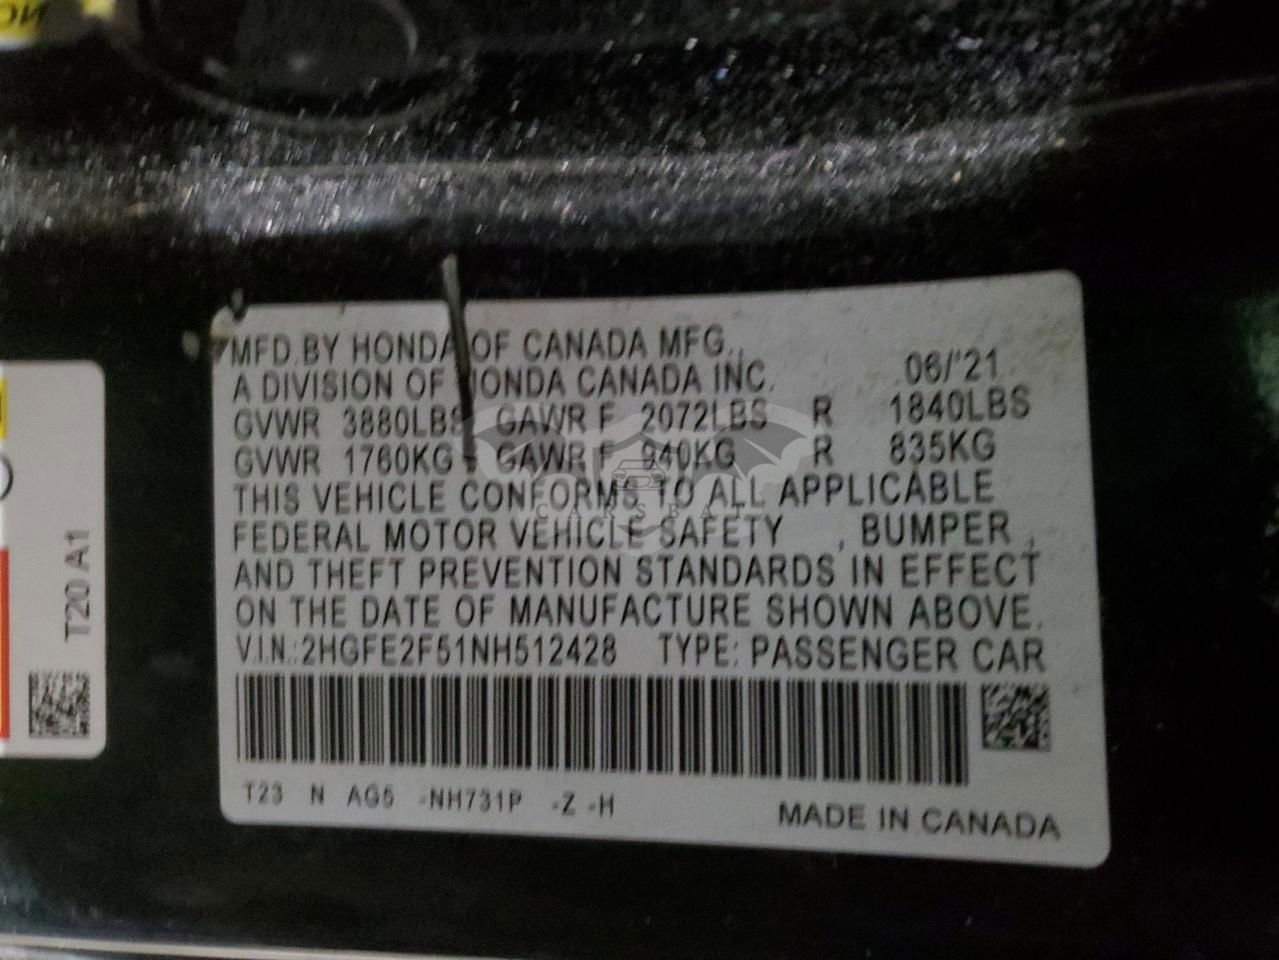 MFD. BY HONDA OF CANADA MFG.,
A DIVISION OF HONDA CANADA INC. 06/'21
GVWR 3880LBS GAWR F 2072LBS R 1840LBS
GVWR 1760KG GAWR F 940KG R 835KG
THIS VEHICLE CONFORMS TO ALL APPLICABLE
FEDERAL MOTOR VEHICLE SAFETY , BUMPER ,
AND THEFT PREVENTION STANDARDS IN EFFECT
ON THE DATE OF MANUFACTURE SHOWN ABOVE.
V.I.N.:2HGFE2F51NH512428 TYPE: PASSENGER CAR
T23 N AG5 -NH731P -Z -H
MADE IN CANADA
T20 A1
CARSBAT